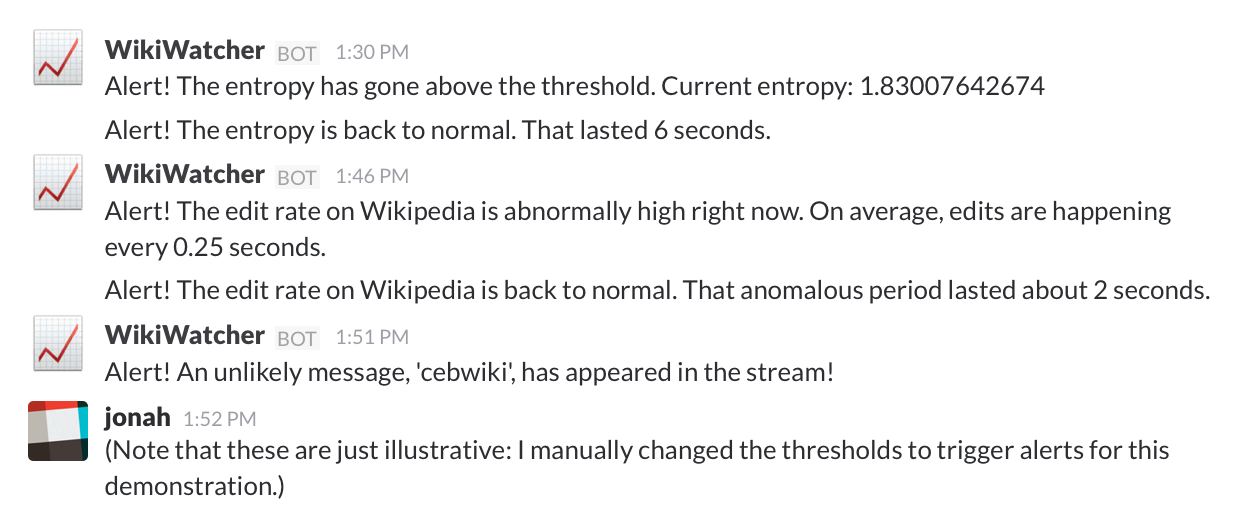 WikiWatcher BOT 1:30 PM
Alert! The entropy has gone above the threshold. Current entropy: 1.83007642674
Alert! The entropy is back to normal. That lasted 6 seconds.
WikiWatcher BOT 1:46 PM
Alert! The edit rate on Wikipedia is abnormally high right now. On average, edits are happening
every 0.25 seconds.
Alert! The edit rate on Wikipedia is back to normal. That anomalous period lasted about 2 seconds.
WikiWatcher BOT 1:51 PM
Alert! An unlikely message, 'cebwiki', has appeared in the stream!
jonah 1:52 PM
(Note that these are just illustrative: I manually changed the thresholds to trigger alerts for this
demonstration.)